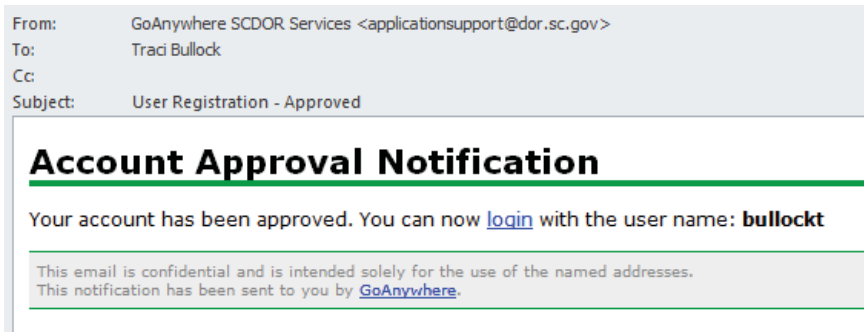 From: GoAnywhere SCDOR Services <applicationsupport@dor.sc.gov>
To: Traci Bullock
Cc:
Subject: User Registration - Approved
Account Approval Notification
Your account has been approved. You can now login with the user name: bullockt
This email is confidential and is intended solely for the use of the named addresses.
This notification has been sent to you by GoAnywhere.